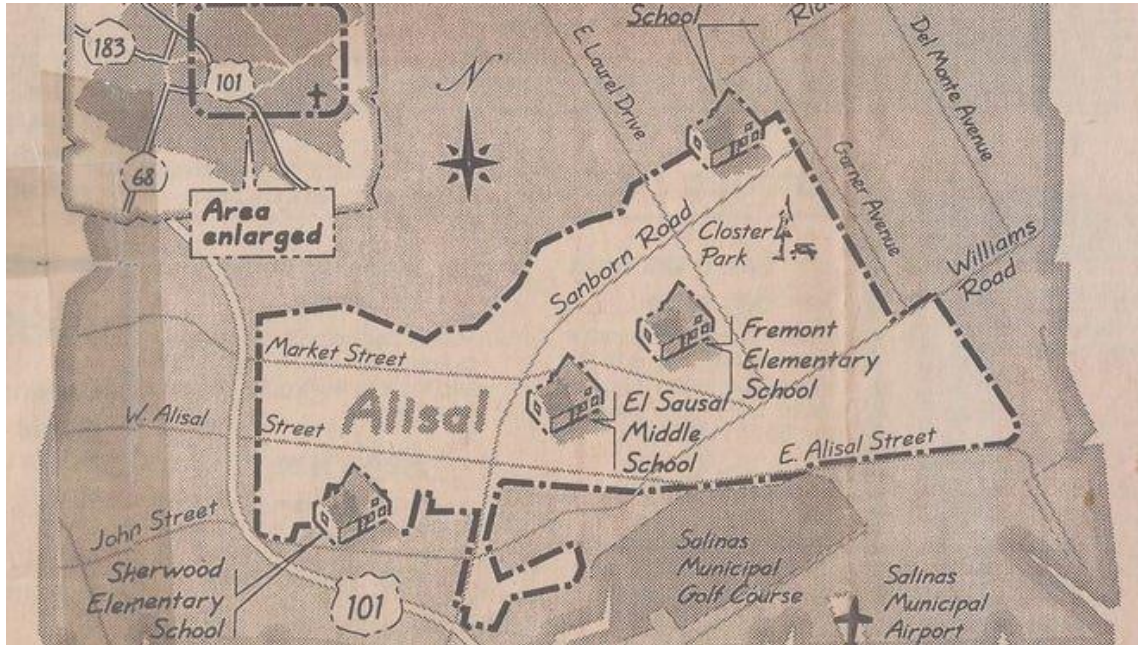 183
101
68
Area
enlarged
N
School
E. Laurel Drive
Del Monte Avenue
Garner Avenue
Sanborn Road
Closter
Park
Williams
Road
Fremont
Elementary
School
Market Street
Alisal
W. Alisal
Street
El Sausal
Middle
School
E. Alisal Street
John Street
Sherwood
Elementary
School
101
Salinas
Municipal
Golf Course
Salinas
Municipal
Airport